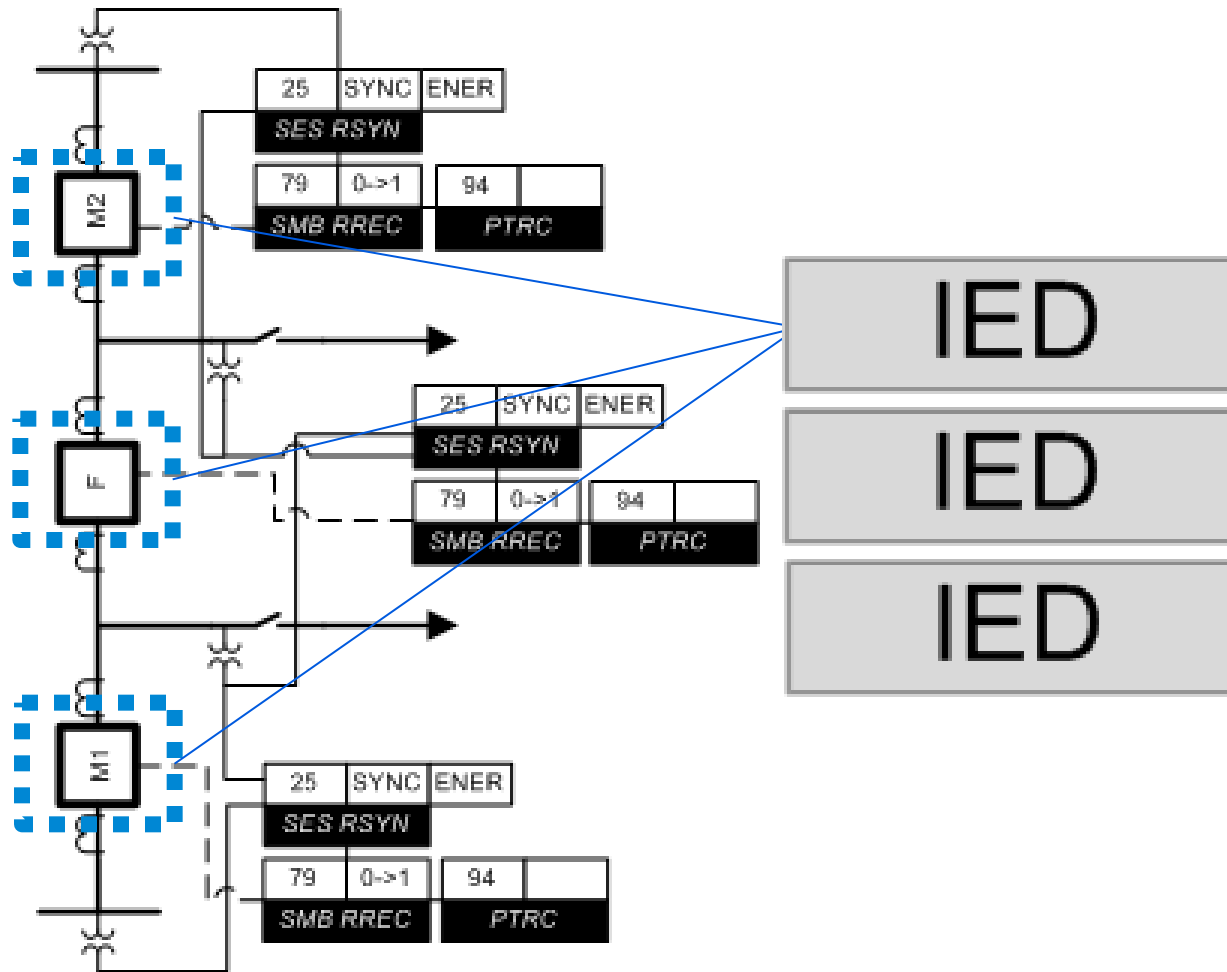 25 SYNC ENER
SES RSYN
79 0->1 94
SMB RREC PTRC
M2
IED
25 SYNC ENER
SES RSYN
F
79 0->1 94
SMB RREC PTRC
IED
IED
M1
25 SYNC ENER
SES RSYN
79 0->1 94
SMB RREC PTRC